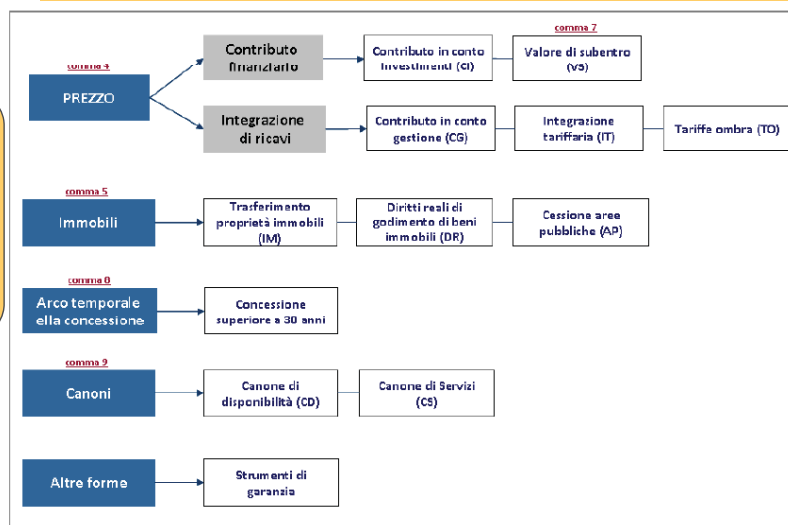 comma 7
comma 4
Contributo
finanziario
Contributo in conto
Investimenti (CI)
Valore di subentro
(VS)
PREZZO
Integrazione
di ricavi
Contributo in conto
gestione (CG)
Integrazione
tariffaria (IT)
Tariffe ombra (TO)
comma 5
Immobili
Trasferimento
proprietà immobili
(IM)
Diritti reali di
godimento di beni
immobili (DR)
Cessione aree
pubbliche (AP)
comma 8
Arco temporale
ella concessione
Concessione
superiore a 30 anni
comma 9
Canoni
Canone di
disponibilità (CD)
Canone di Servizi
(CS)
Altre forme
Strumenti di
garanzia